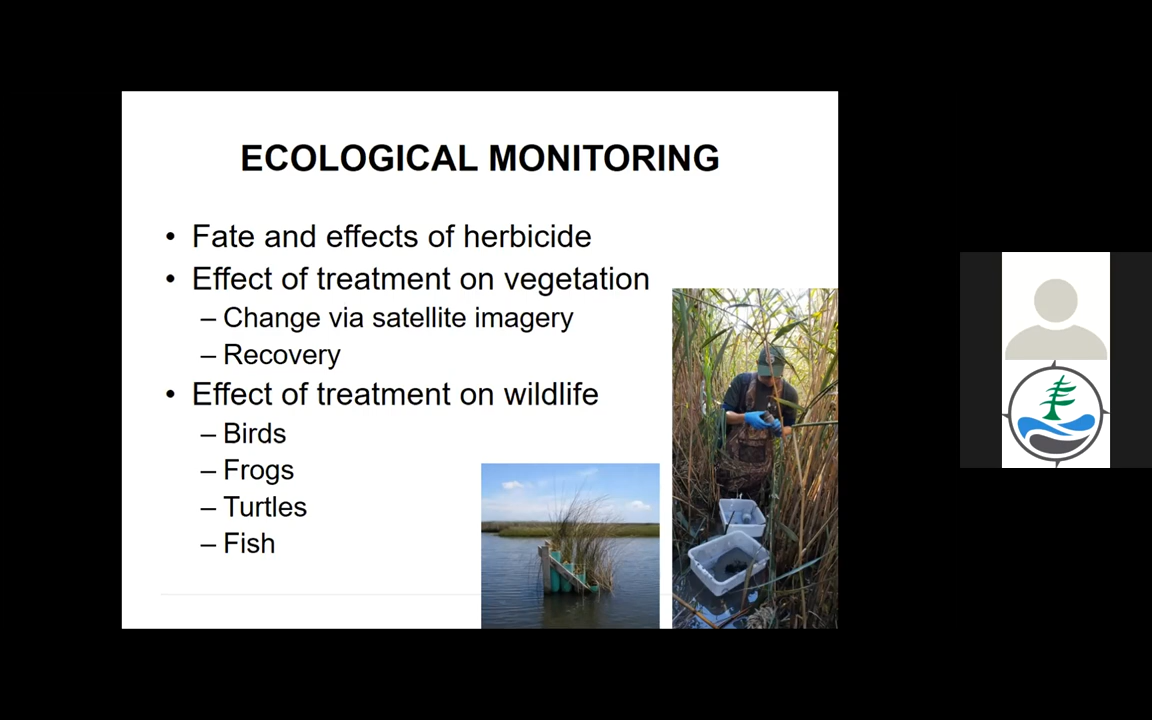 ECOLOGICAL MONITORING
• Fate and effects of herbicide
• Effect of treatment on vegetation
– Change via satellite imagery
– Recovery
• Effect of treatment on wildlife
– Birds
– Frogs
– Turtles
– Fish